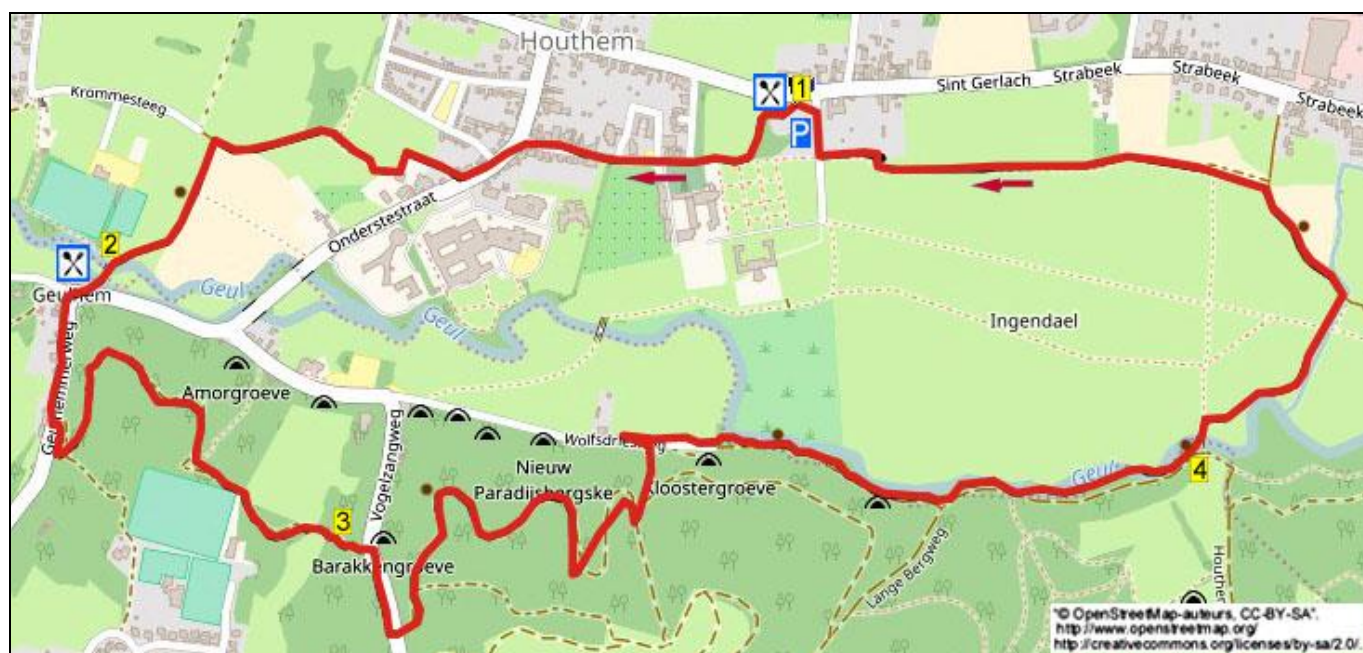 Houthem
1
Sint Gerlach
Strabeek
Strabeek
Strabeek
Krommesteeg
P
Onderstestraat
2
Geulhem
Geul
Geul
Ingendael
Geulhemmerweg
Amorgroeve
Vogelzangweg
Nieuw
Paradijsbergske
Kloostergroeve
Geul
4
3
Barakkengroeve
Lange Bergweg
"© OpenStreetMap-auteurs, CC-BY-SA".
http://www.openstreetmap.org/
http://creativecommons.org/licenses/by-sa/2.0/.